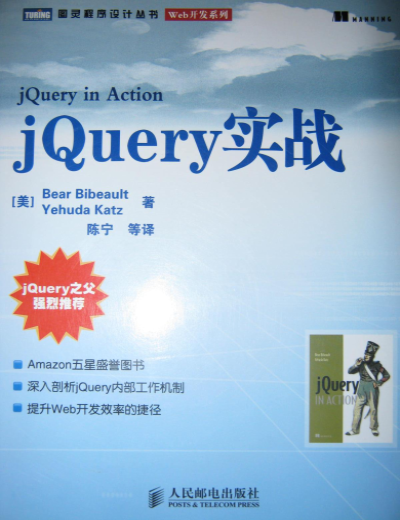 TURING 图灵程序设计丛书 Web开发系列
MANNING
jQuery in Action
jQuery实战
[美] Bear Bibeault
Yehuda Katz 著
陈宁 等译
jQuery之父
强烈推荐
Amazon五星盛誉图书
深入剖析jQuery内部工作机制
提升Web开发效率的捷径
jQuery
IN ACTION
人民邮电出版社
POSTS & TELECOM PRESS